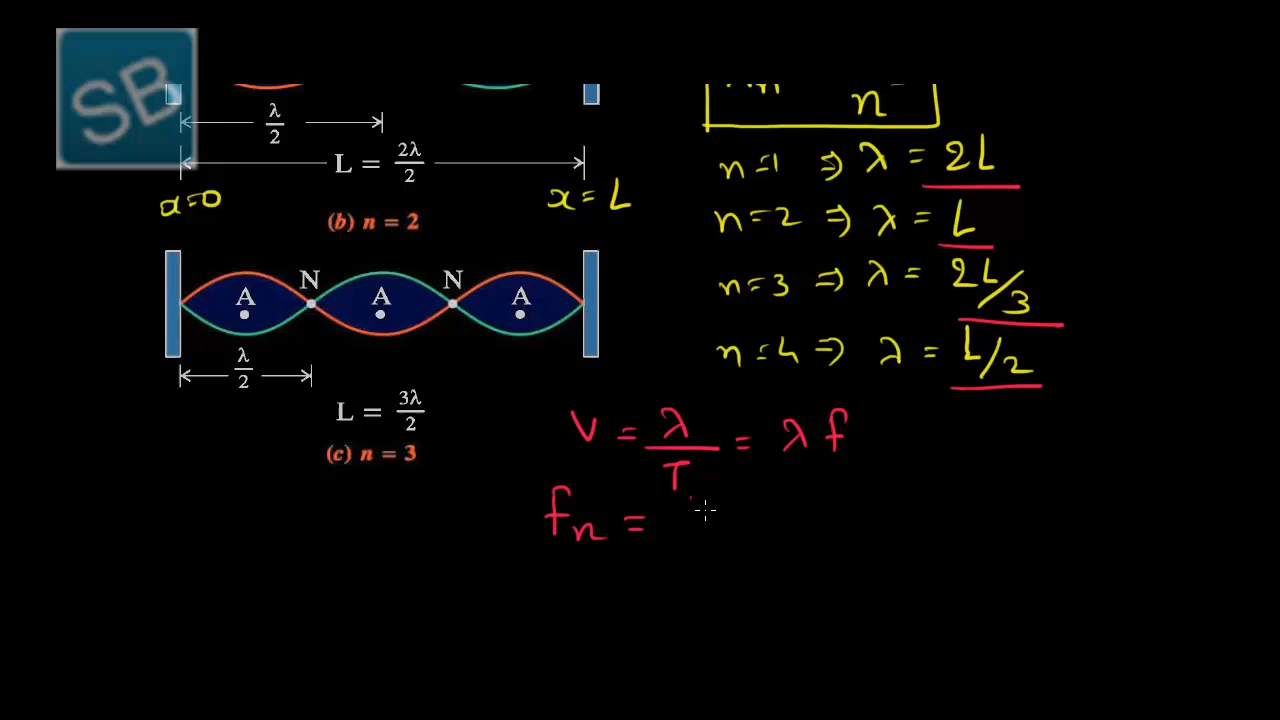 SB
λ/2
L = 2λ/2
x=0
x = L
(b) n = 2
N N
A A A
λ/2
L = 3λ/2
(c) n = 3
n
n=1 ⇒ λ = 2L
n=2 ⇒ λ = L
n=3 ⇒ λ = 2L/3
n=4 ⇒ λ = L/2
v = λ/T = λ f
fn =